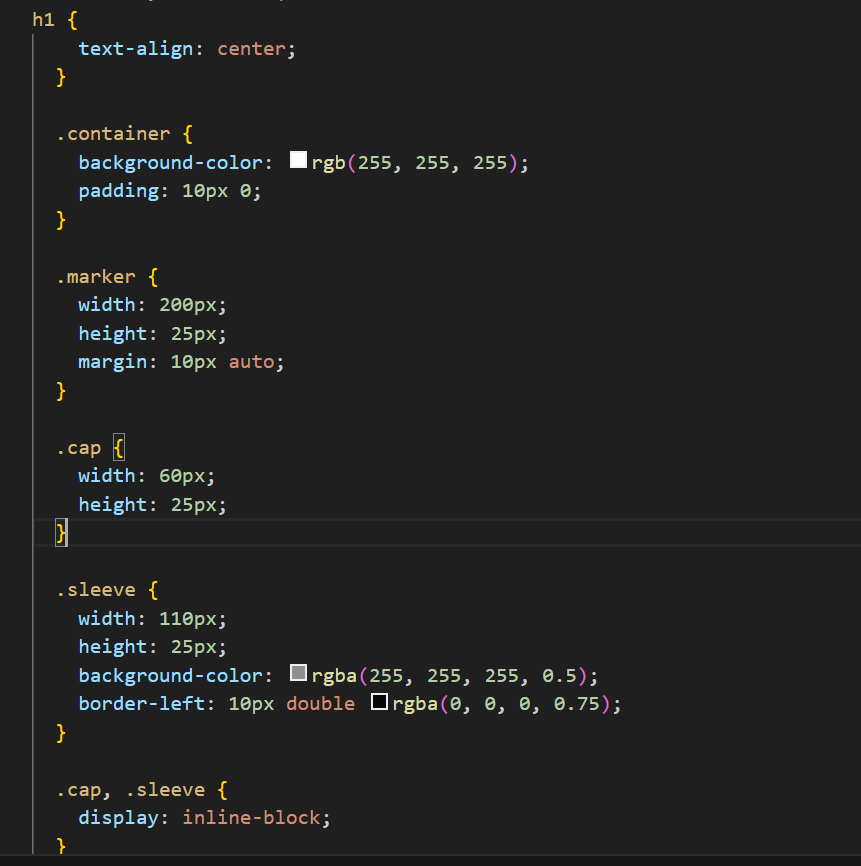 h1 {
text-align: center;
}
.container {
background-color: rgb(255, 255, 255);
padding: 10px 0;
}
.marker {
width: 200px;
height: 25px;
margin: 10px auto;
}
.cap {
width: 60px;
height: 25px;
}
.sleeve {
width: 110px;
height: 25px;
background-color: rgba(255, 255, 255, 0.5);
border-left: 10px double rgba(0, 0, 0, 0.75);
}
.cap, .sleeve {
display: inline-block;
}